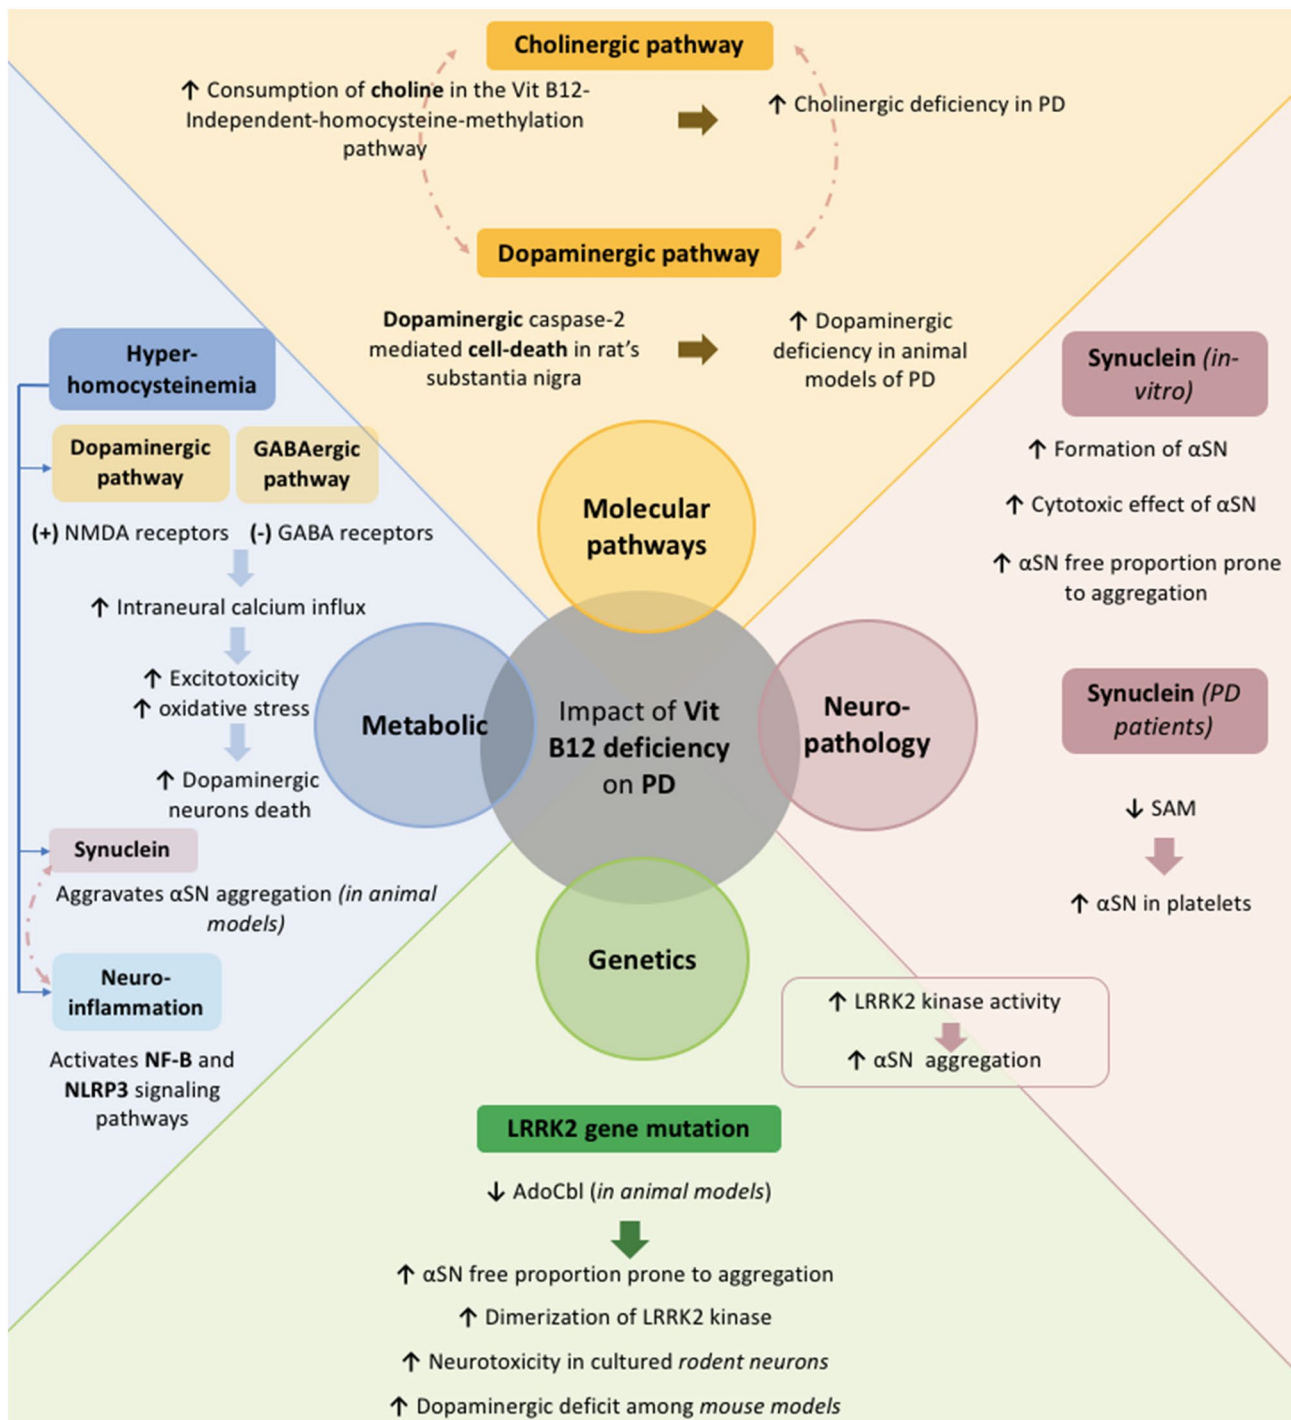 Cholinergic pathway
↑ Consumption of choline in the Vit B12-
Independent-homocysteine-methylation
pathway
↑ Cholinergic deficiency in PD
Dopaminergic pathway
Dopaminergic caspase-2
mediated cell-death in rat's
substantia nigra
↑ Dopaminergic
deficiency in animal
models of PD
Molecular
pathways
Hyper-
homocysteinemia
Dopaminergic
pathway
GABAergic
pathway
(+) NMDA receptors
(-) GABA receptors
↑ Intraneural calcium influx
↑ Excitotoxicity
↑ oxidative stress
↑ Dopaminergic
neurons death
Synuclein
Aggravates αSN aggregation (in animal
models)
Neuro-
inflammation
Activates NF-B and
NLRP3 signaling
pathways
Metabolic
Impact of Vit
B12 deficiency
on PD
Neuro-
pathology
Synuclein (in-
vitro)
↑ Formation of αSN
↑ Cytotoxic effect of αSN
↑ αSN free proportion prone
to aggregation
Synuclein (PD
patients)
↓ SAM
↑ αSN in platelets
↑ LRRK2 kinase activity
↑ αSN aggregation
Genetics
LRRK2 gene mutation
↓ AdoCbl (in animal models)
↑ αSN free proportion prone to aggregation
↑ Dimerization of LRRK2 kinase
↑ Neurotoxicity in cultured rodent neurons
↑ Dopaminergic deficit among mouse models